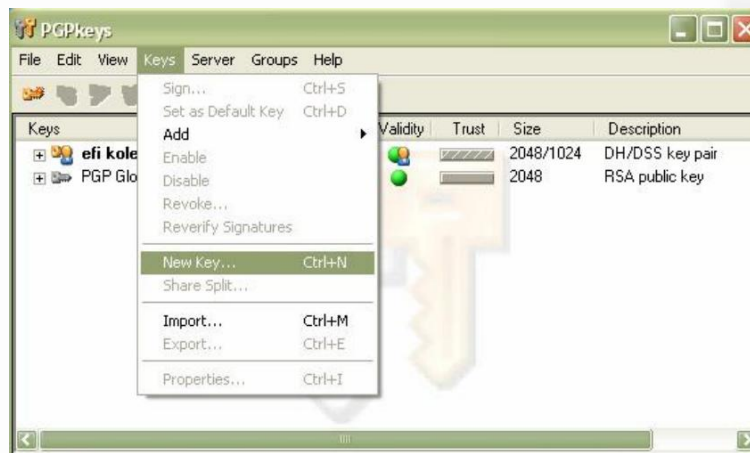 PGPkeys
File Edit View Keys Server Groups Help
Sign... Ctrl+S
Set as Default Key Ctrl+D
Add
Enable
Disable
Revoke...
Reverify Signatures
New Key... Ctrl+N
Share Split...
Import... Ctrl+M
Export... Ctrl+E
Properties... Ctrl+I
Keys Validity Trust Size Description
efi kole 2048/1024 DH/DSS key pair
PGP Glo 2048 RSA public key